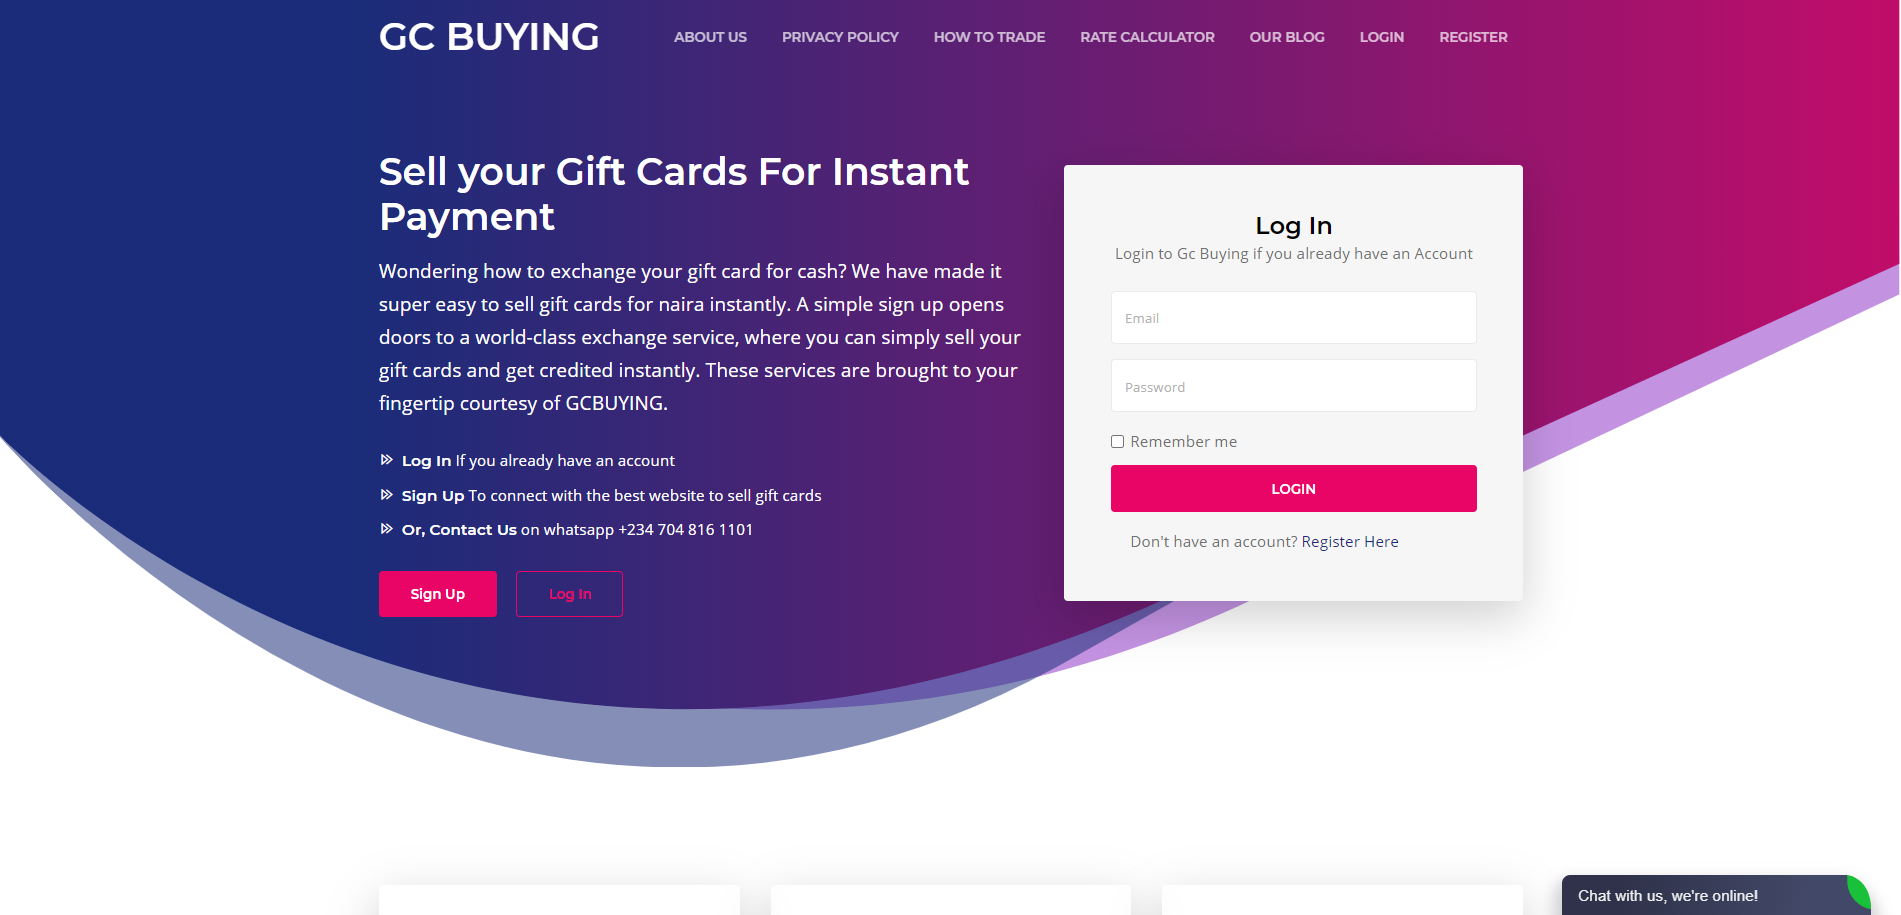 GC BUYING
ABOUT US
PRIVACY POLICY
HOW TO TRADE
RATE CALCULATOR
OUR BLOG
LOGIN
REGISTER
Sell your Gift Cards For Instant
Payment
Wondering how to exchange your gift card for cash? We have made it
super easy to sell gift cards for naira instantly. A simple sign up opens
doors to a world-class exchange service, where you can simply sell your
gift cards and get credited instantly. These services are brought to your
fingertip courtesy of GCBUYING.
Log In If you already have an account
Sign Up To connect with the best website to sell gift cards
Or, Contact Us on whatsapp +234 704 816 1101
Sign Up
Log In
Log In
Login to Gc Buying if you already have an Account
Email
Password
Remember me
LOGIN
Don't have an account? Register Here
Chat with us, we're online!